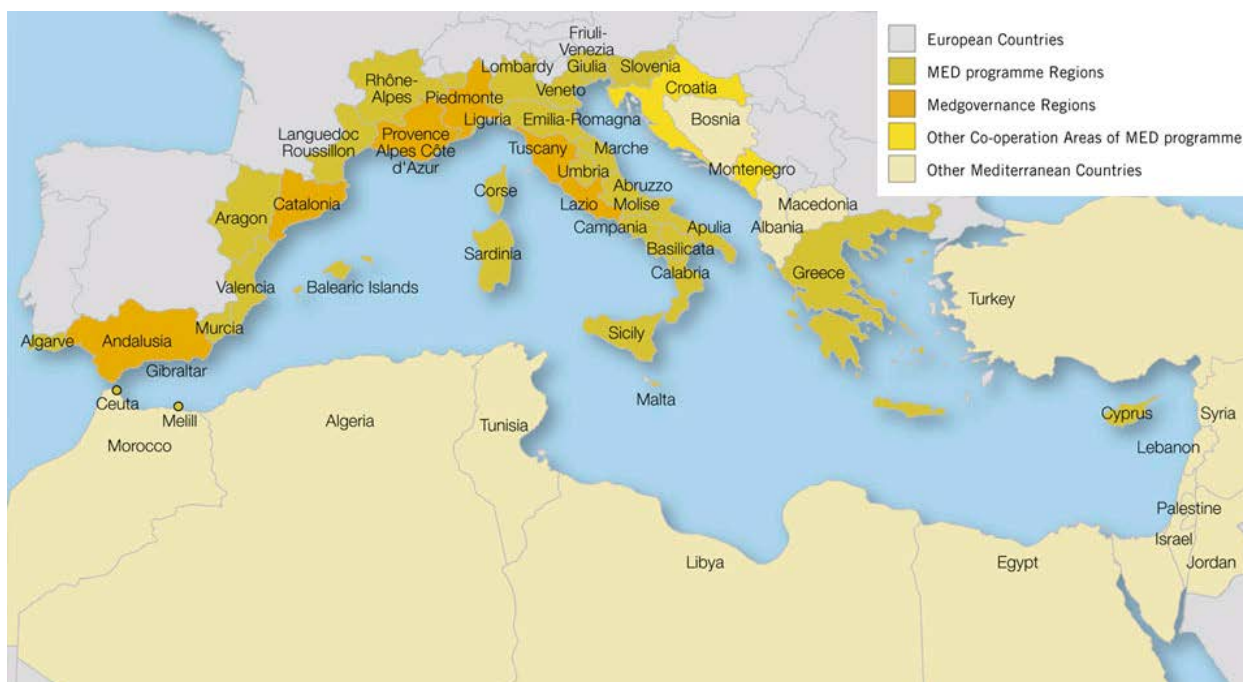 European Countries
MED programme Regions
Medgovernance Regions
Other Co-operation Areas of MED programme
Other Mediterranean Countries
Friuli-
Venezia
Giulia
Lombardy
Slovenia
Rhône-
Alpes
Piedmonte
Veneto
Croatia
Liguria
Emilia-Romagna
Bosnia
Languedoc
Roussillon
Provence
Alpes Côte
d'Azur
Tuscany
Marche
Umbria
Montenegro
Corse
Abruzzo
Catalonia
Lazio
Molise
Macedonia
Aragon
Campania
Apulia
Albania
Basilicata
Sardinla
Calabria
Greece
Valencia
Balearic Islands
Turkey
Murcia
Sicily
Algarve
Andalusia
Gibraltar
Malta
Ceuta
Melill
Cyprus
Syria
Algeria
Tunisia
Morocco
Lebanon
Palestine
Israel
Libya
Egypt
Jordan